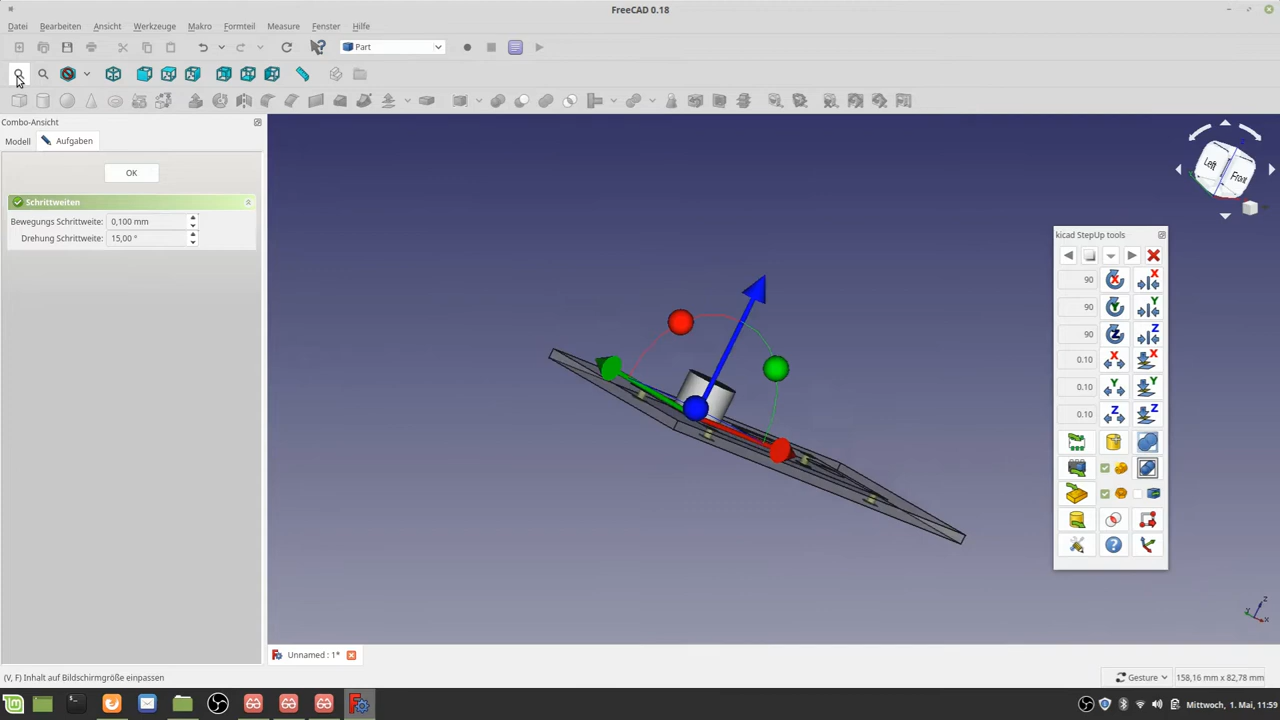 FreeCAD 0.18
Datei Bearbeiten Ansicht Werkzeuge Makro Formteil Measure Fenster Hilfe
Part
Combo-Ansicht
Modell Aufgaben
OK
Schrittweiten
Bewegungs Schrittweite: 0,100 mm
Drehung Schrittweite: 15,00 °
Left Front
kicad StepUp tools
90 X X
90 Y Y
90 Z Z
0.10 X X
0.10 Y Y
0.10 Z Z
z
y x
Unnamed : 1*
(V, F) Inhalt auf Bildschirmgröße einpassen
Gesture 158,16 mm x 82,78 mm
Mittwoch, 1. Mai, 11:59